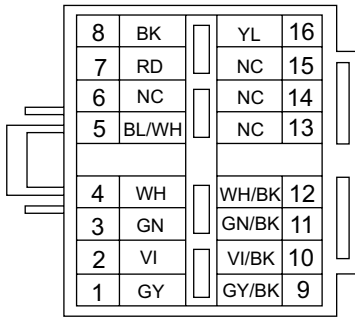 8 BK YL 16
7 RD NC 15
6 NC NC 14
5 BL/WH NC 13
4 WH WH/BK 12
3 GN GN/BK 11
2 VI VI/BK 10
1 GY GY/BK 9